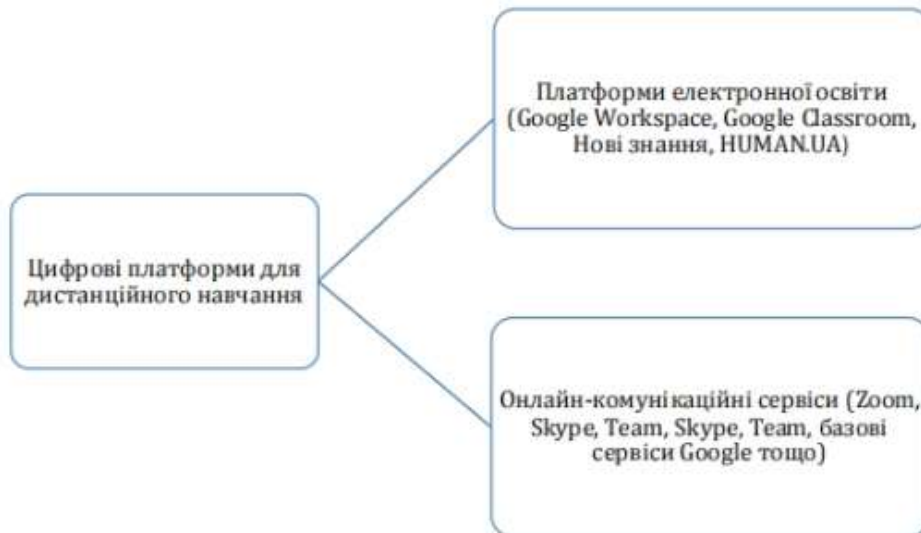 Платформи електронної освіти
(Google Workspace, Google Classroom,
Нові знання, HUMAN.UA)
Цифрові платформи для
дистанційного навчання
Онлайн-комунікаційні сервіси (Zoom,
Skype, Team, Skype, Team, базові
сервіси Google тощо)